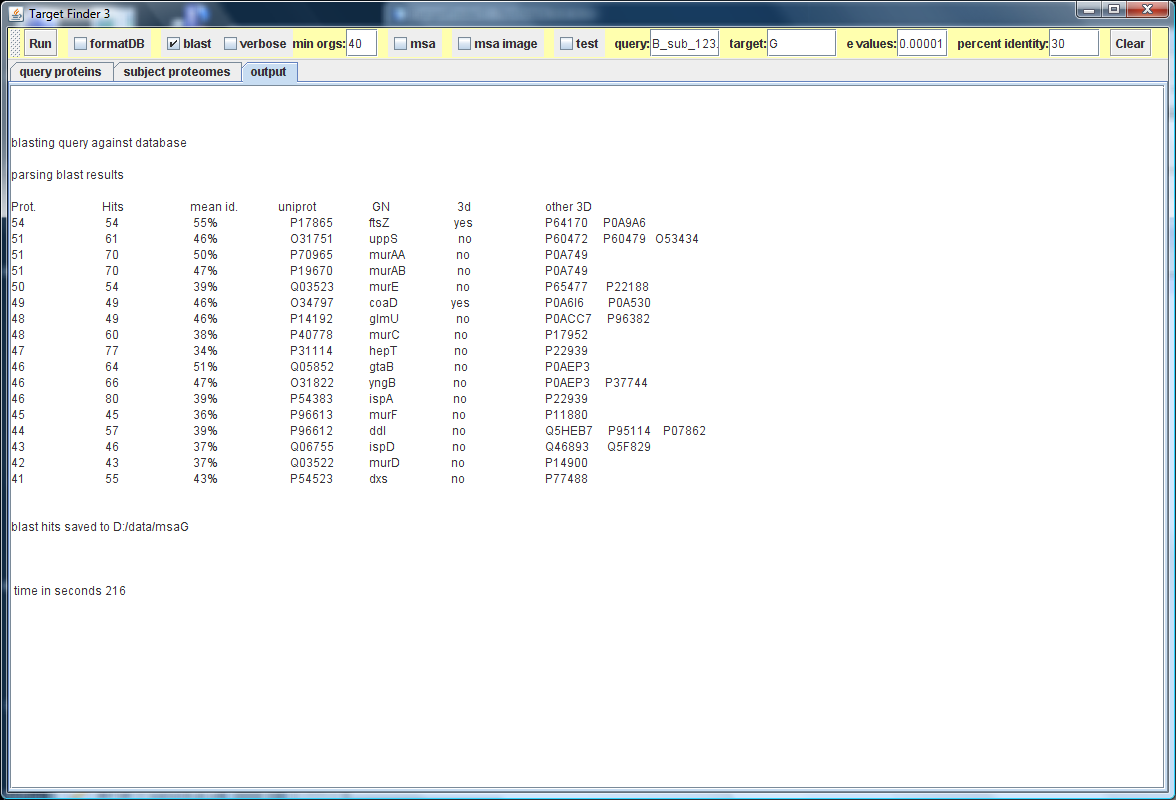 Target Finder 3
Run formatDB blast verbose min orgs: 40 msa msa image test query: B_sub_123. target: G e values: 0.00001 percent identity: 30 Clear
query proteins subject proteomes output
blasting query against database
parsing blast results
Prot. Hits mean id. uniprot GN 3d other 3D
54 54 55% P17865 ftsZ yes P64170 P0A9A6
51 61 46% O31751 uppS no P60472 P60479 O53434
51 70 50% P70965 murAA no P0A749
51 70 47% P19670 murAB no P0A749
50 54 39% Q03523 murE no P65477 P22188
49 49 46% O34797 coaD yes P0A6I6 P0A530
48 49 46% P14192 glmU no P0ACC7 P96382
48 60 38% P40778 murC no P17952
47 77 34% P31114 hepT no P22939
46 64 51% Q05852 gtaB no P0AEP3
46 66 47% O31822 yngB no P0AEP3 P37744
46 80 39% P54383 ispA no P22939
45 45 36% P96613 murF no P11880
44 57 39% P96612 ddl no Q5HEB7 P95114 P07862
43 46 37% Q06755 ispD no Q46893 Q5F829
42 43 37% Q03522 murD no P14900
41 55 43% P54523 dxs no P77488
blast hits saved to D:/data/msaG
time in seconds 216